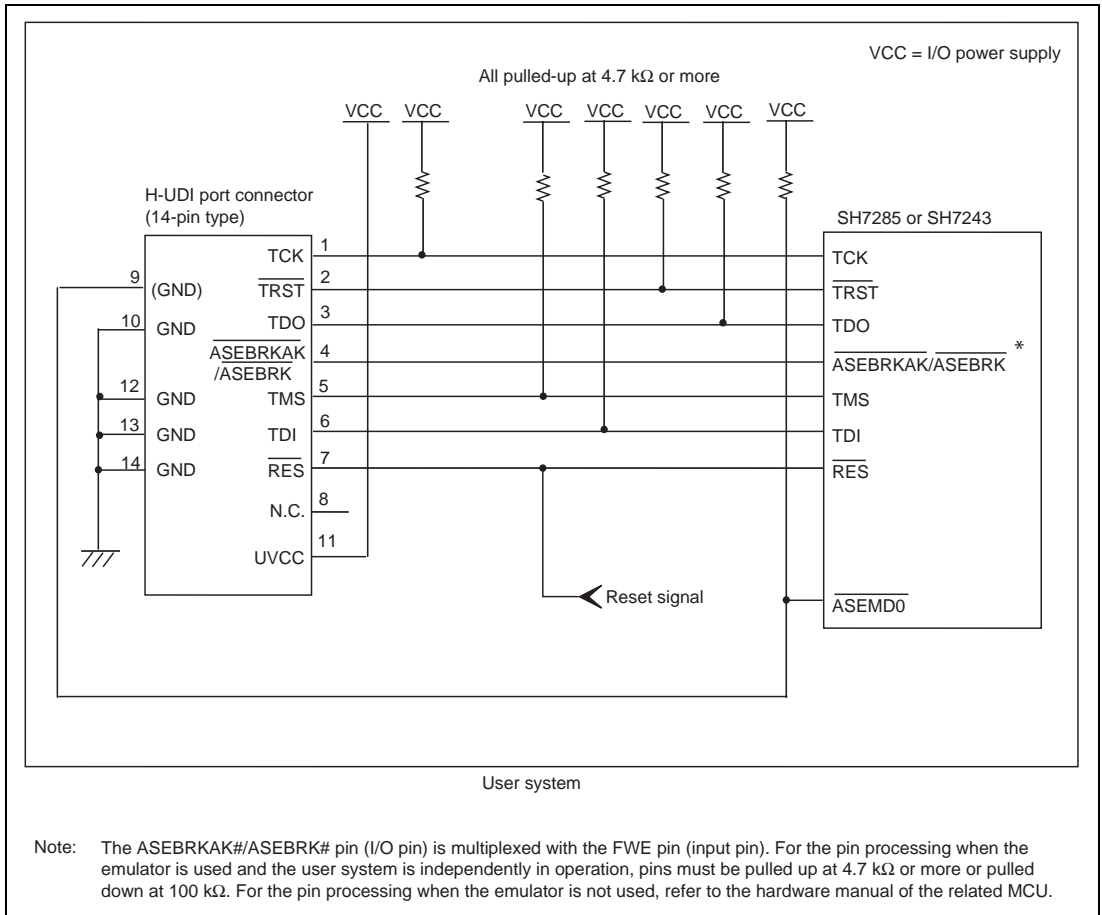 VCC = I/O power supply
All pulled-up at 4.7 kΩ or more
VCC VCC VCC VCC VCC VCC VCC
H-UDI port connector
(14-pin type)
SH7285 or SH7243
TCK 1 TCK
9 (GND) TRST 2 TRST
10 GND TDO 3 TDO
ASEBRKAK
/ASEBRK 4 ASEBRKAK/ASEBRK *
12 GND TMS 5 TMS
13 GND TDI 6 TDI
14 GND RES 7 RES
N.C. 8
UVCC 11
Reset signal
ASEMD0
User system
Note: The ASEBRKAK#/ASEBRK# pin (I/O pin) is multiplexed with the FWE pin (input pin). For the pin processing when the
emulator is used and the user system is independently in operation, pins must be pulled up at 4.7 kΩ or more or pulled
down at 100 kΩ. For the pin processing when the emulator is not used, refer to the hardware manual of the related MCU.